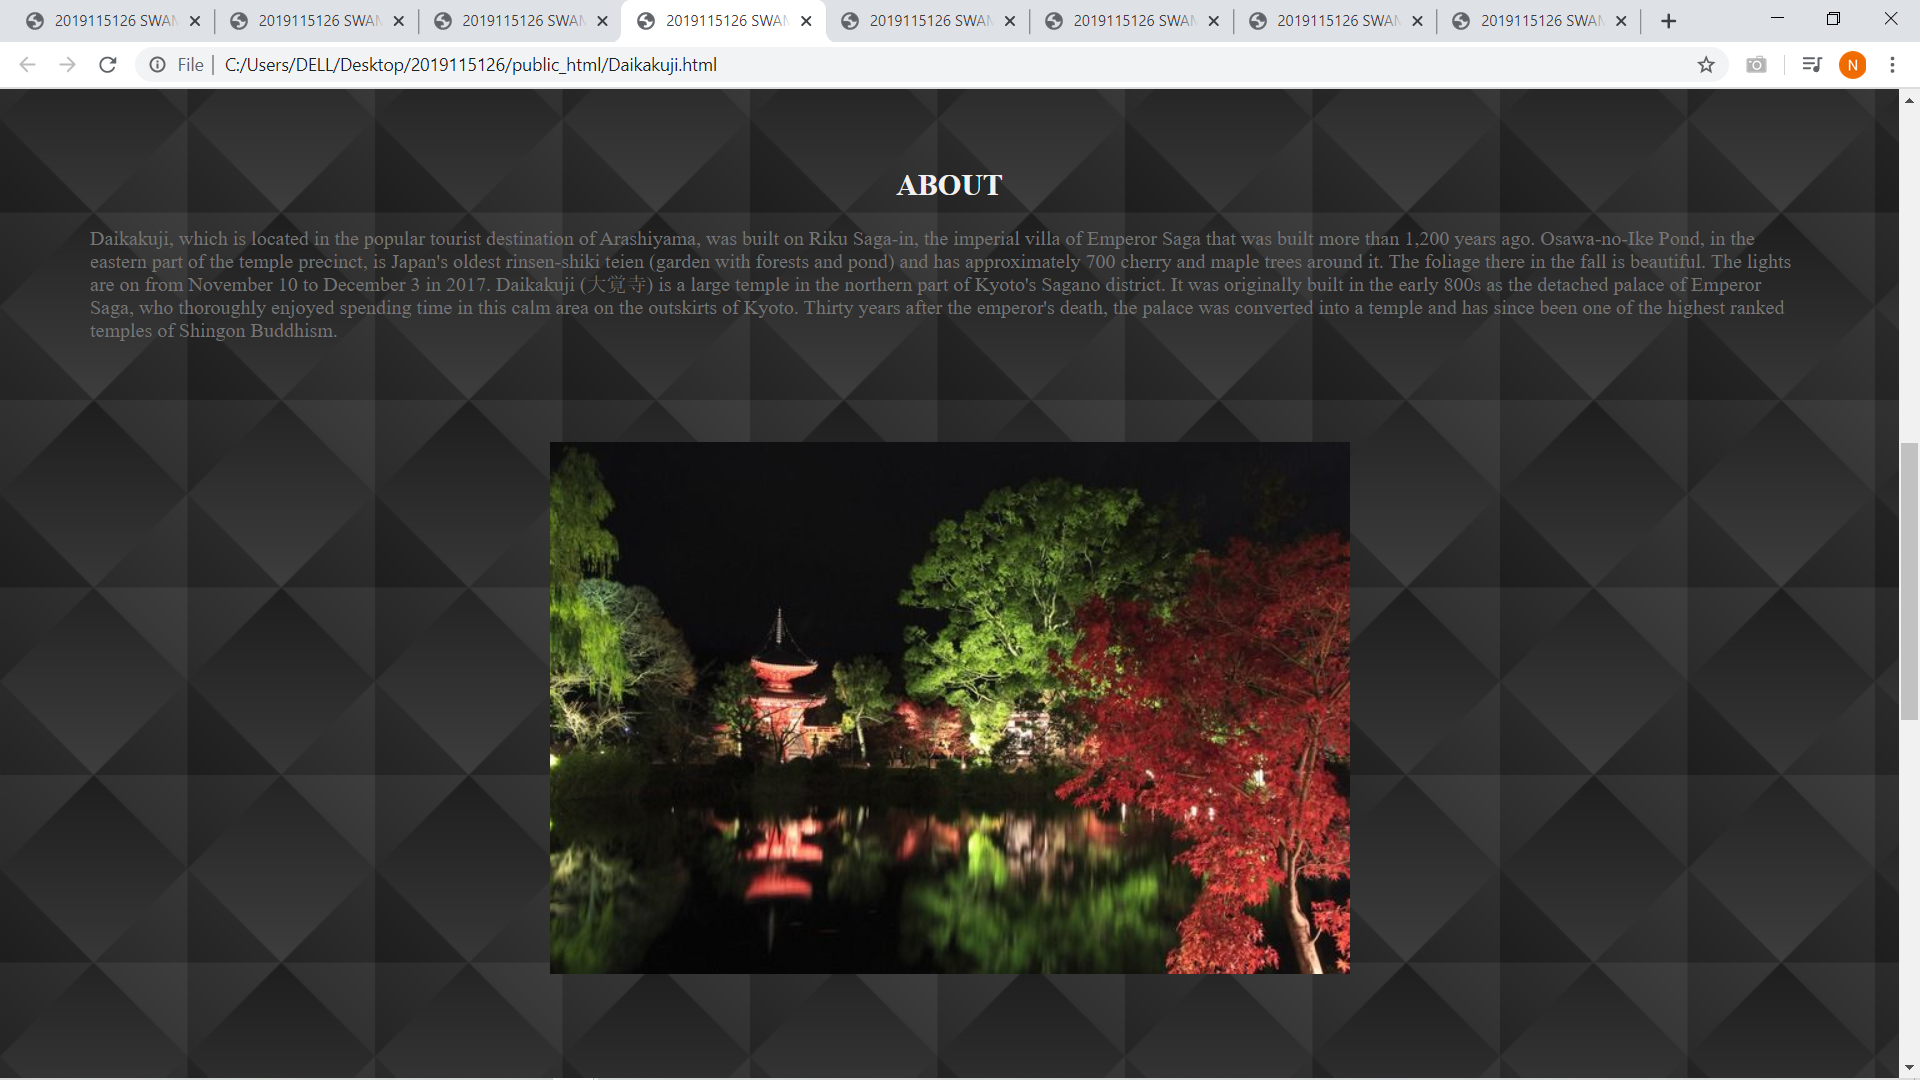 2019115126 SWAN
2019115126 SWAN
2019115126 SWAN
2019115126 SWAN
2019115126 SWAN
2019115126 SWAN
2019115126 SWAN
2019115126 SWAN
File | C:/Users/DELL/Desktop/2019115126/public_html/Daikakuji.html
N
ABOUT
Daikakuji, which is located in the popular tourist destination of Arashiyama, was built on Riku Saga-in, the imperial villa of Emperor Saga that was built more than 1,200 years ago. Osawa-no-Ike Pond, in the
eastern part of the temple precinct, is Japan's oldest rinsen-shiki teien (garden with forests and pond) and has approximately 700 cherry and maple trees around it. The foliage there in the fall is beautiful. The lights
are on from November 10 to December 3 in 2017. Daikakuji (大覚寺) is a large temple in the northern part of Kyoto's Sagano district. It was originally built in the early 800s as the detached palace of Emperor
Saga, who thoroughly enjoyed spending time in this calm area on the outskirts of Kyoto. Thirty years after the emperor's death, the palace was converted into a temple and has since been one of the highest ranked
temples of Shingon Buddhism.